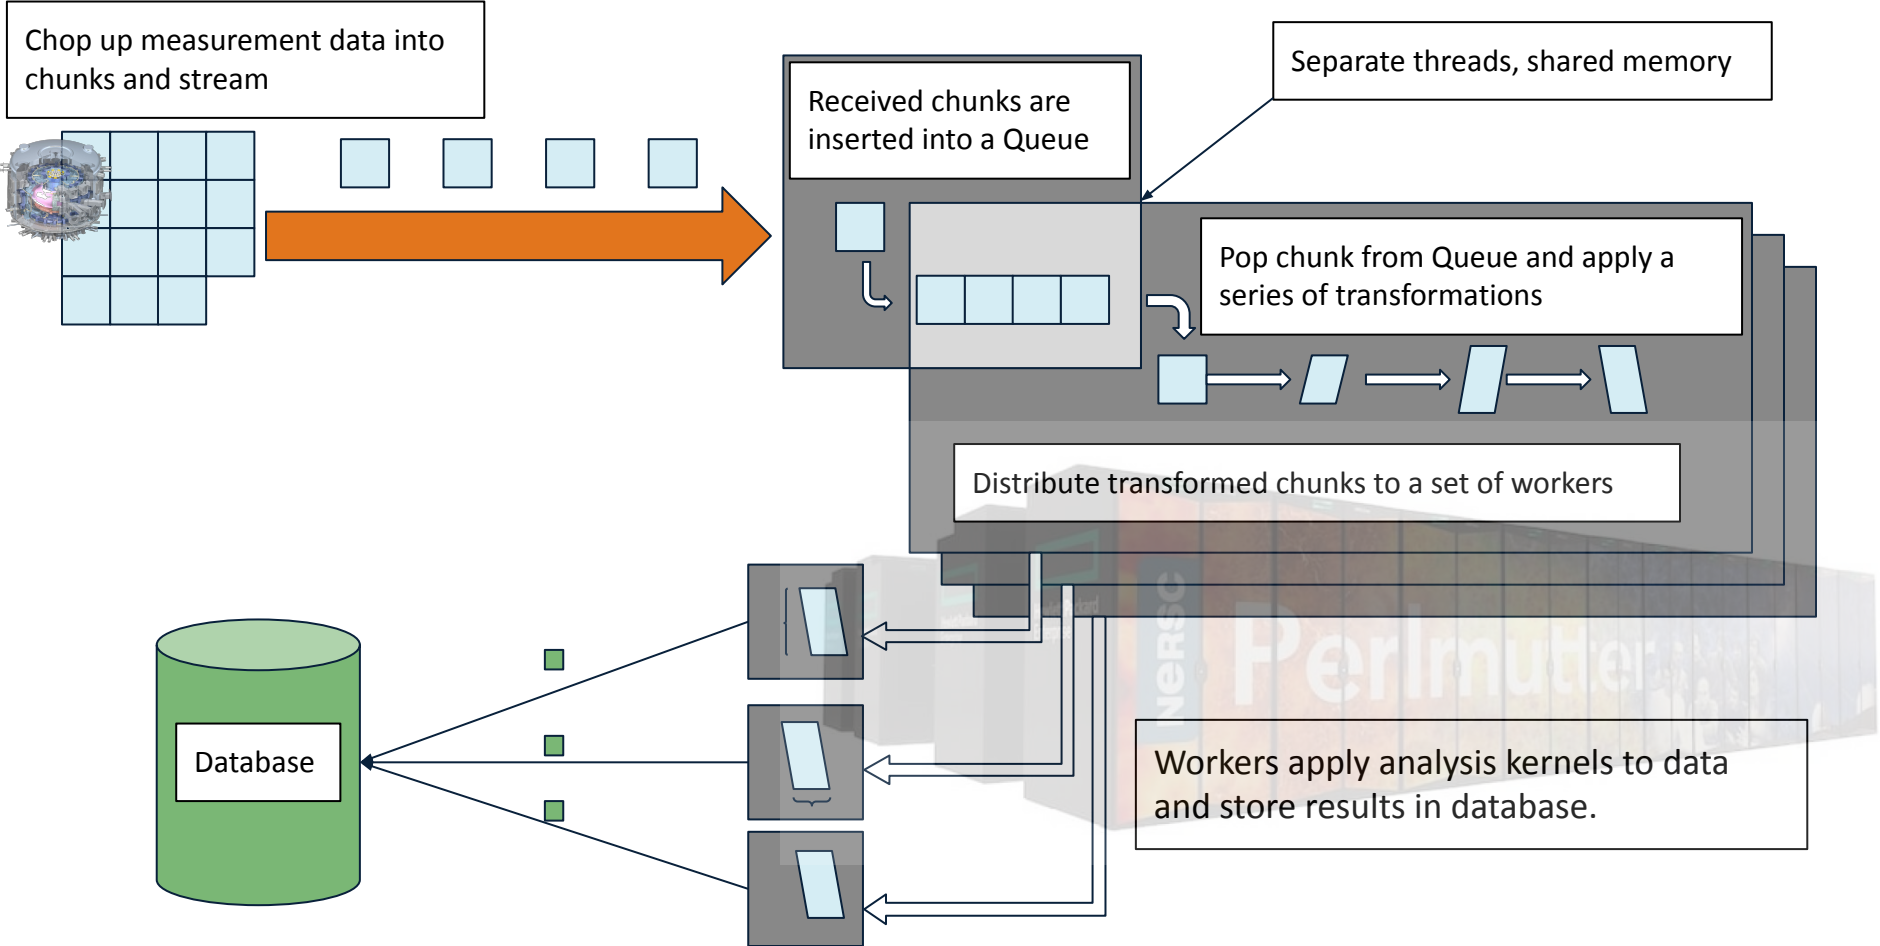 Chop up measurement data into
chunks and stream
Received chunks are
inserted into a Queue
Separate threads, shared memory
Pop chunk from Queue and apply a
series of transformations
Distribute transformed chunks to a set of workers
NERSC
Perlmutter
Database
Workers apply analysis kernels to data
and store results in database.